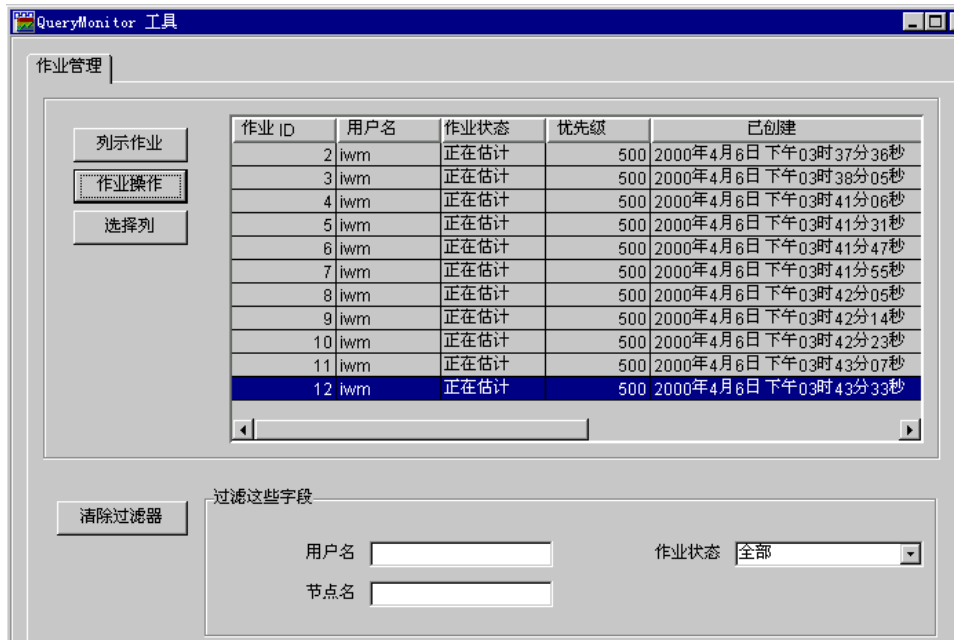 QueryMonitor 工具
作业管理
列示作业
作业操作
选择列
作业 ID 用户名 作业状态 优先级 已创建
2 iwm 正在估计 500 2000年4月6日 下午03时37分36秒
3 iwm 正在估计 500 2000年4月6日 下午03时38分05秒
4 iwm 正在估计 500 2000年4月6日 下午03时41分06秒
5 iwm 正在估计 500 2000年4月6日 下午03时41分31秒
6 iwm 正在估计 500 2000年4月6日 下午03时41分47秒
7 iwm 正在估计 500 2000年4月6日 下午03时41分55秒
8 iwm 正在估计 500 2000年4月6日 下午03时42分05秒
9 iwm 正在估计 500 2000年4月6日 下午03时42分14秒
10 iwm 正在估计 500 2000年4月6日 下午03时42分23秒
11 iwm 正在估计 500 2000年4月6日 下午03时43分07秒
12 iwm 正在估计 500 2000年4月6日 下午03时43分33秒
清除过滤器
过滤这些字段
用户名 作业状态 全部
节点名